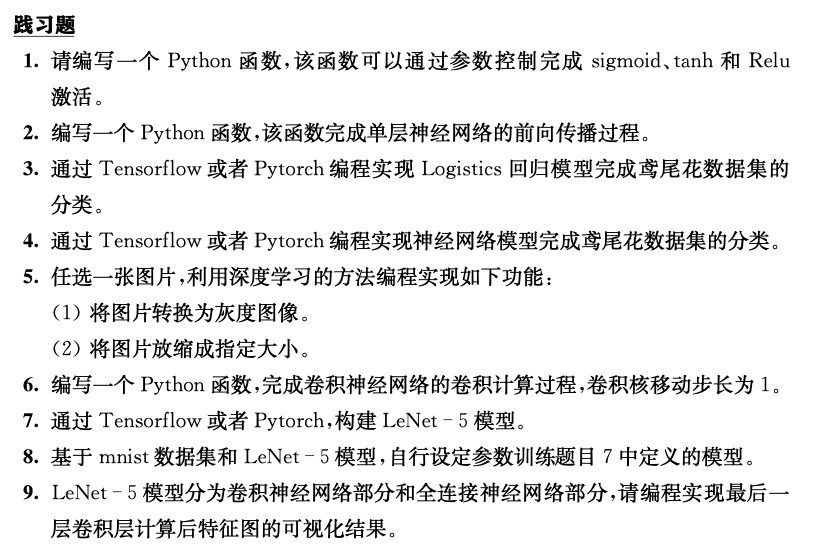 践习题
1. 请编写一个 Python 函数,该函数可以通过参数控制完成 sigmoid、tanh 和 Relu
激活。
2. 编写一个 Python 函数,该函数完成单层神经网络的前向传播过程。
3. 通过 Tensorflow 或者 Pytorch 编程实现 Logistics 回归模型完成鸢尾花数据集的
分类。
4. 通过 Tensorflow 或者 Pytorch 编程实现神经网络模型完成鸢尾花数据集的分类。
5. 任选一张图片,利用深度学习的方法编程实现如下功能:
(1) 将图片转换为灰度图像。
(2) 将图片放缩成指定大小。
6. 编写一个 Python 函数,完成卷积神经网络的卷积计算过程,卷积核移动步长为 1。
7. 通过 Tensorflow 或者 Pytorch,构建 LeNet-5 模型。
8. 基于 mnist 数据集和 LeNet-5 模型,自行设定参数训练题目 7 中定义的模型。
9. LeNet-5 模型分为卷积神经网络部分和全连接神经网络部分,请编程实现最后一
层卷积层计算后特征图的可视化结果。